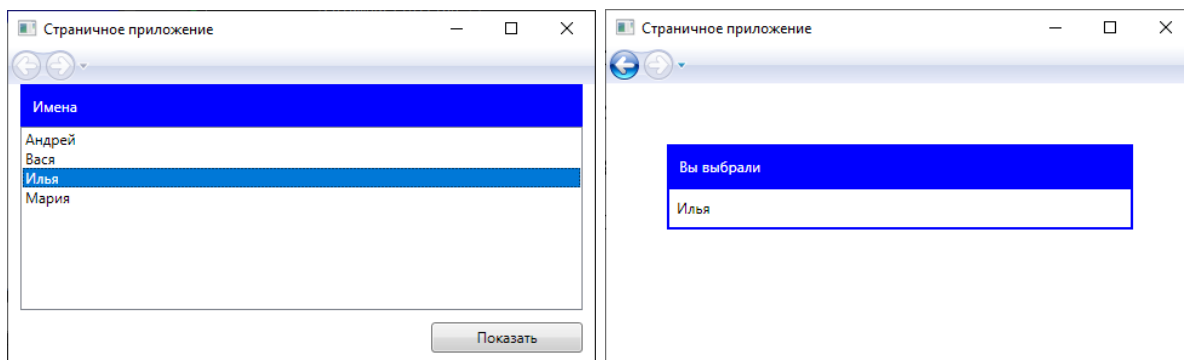 Страничное приложение
Имена
Андрей
Вася
Илья
Мария
Показать
Страничное приложение
Вы выбрали
Илья